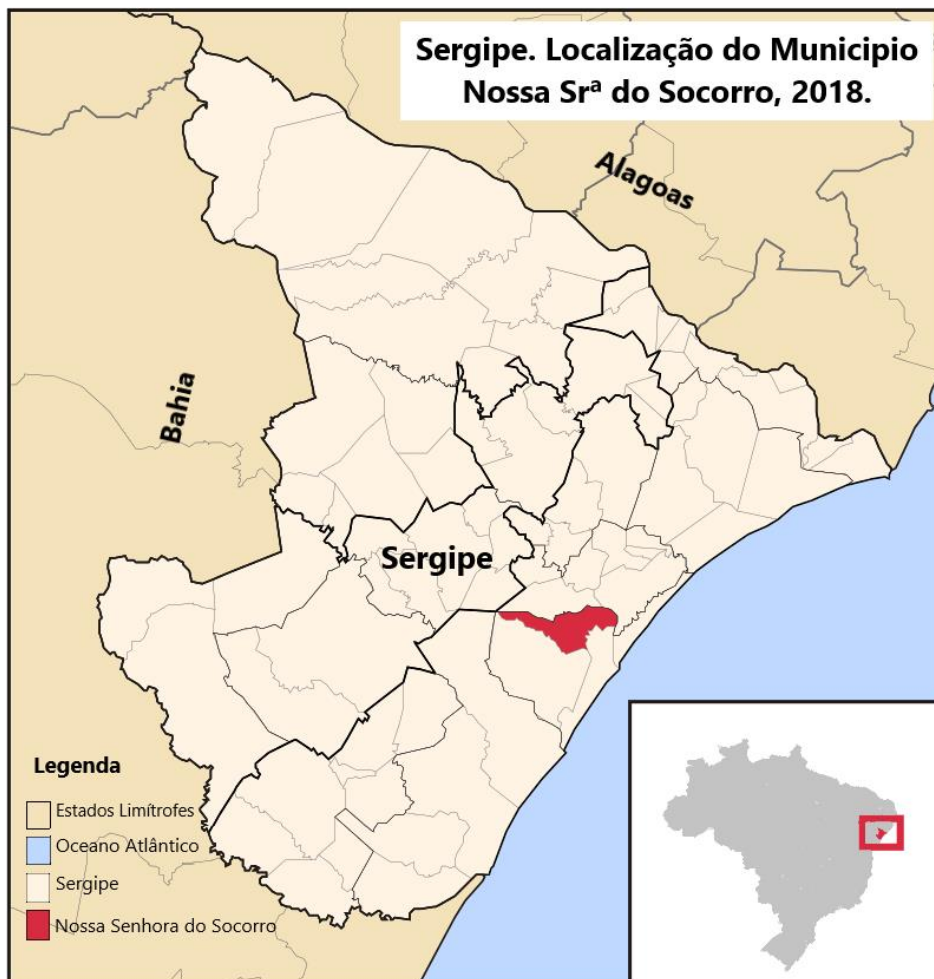 Sergipe. Localização do Municipio
Nossa Srª do Socorro, 2018.
Alagoas
Bahia
Sergipe
Legenda
Estados Limítrofes
Oceano Atlântico
Sergipe
Nossa Senhora do Socorro